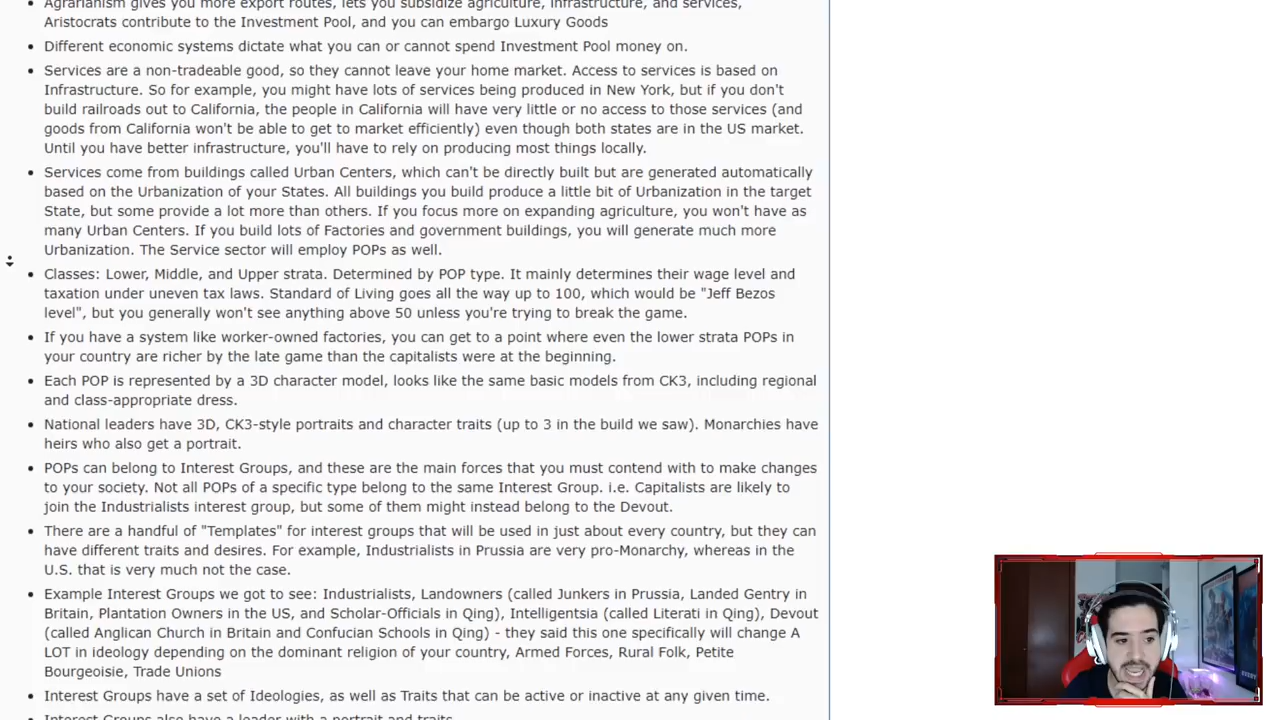 Agrarianism gives you more export routes, lets you subsidize agriculture, infrastructure, and services,
Aristocrats contribute to the Investment Pool, and you can embargo Luxury Goods
• Different economic systems dictate what you can or cannot spend Investment Pool money on.
• Services are a non-tradeable good, so they cannot leave your home market. Access to services is based on
Infrastructure. So for example, you might have lots of services being produced in New York, but if you don't
build railroads out to California, the people in California will have very little or no access to those services (and
goods from California won't be able to get to market efficiently) even though both states are in the US market.
Until you have better infrastructure, you'll have to rely on producing most things locally.
• Services come from buildings called Urban Centers, which can't be directly built but are generated automatically
based on the Urbanization of your States. All buildings you build produce a little bit of Urbanization in the target
State, but some provide a lot more than others. If you focus more on expanding agriculture, you won't have as
many Urban Centers. If you build lots of Factories and government buildings, you will generate much more
Urbanization. The Service sector will employ POPs as well.
• Classes: Lower, Middle, and Upper strata. Determined by POP type. It mainly determines their wage level and
taxation under uneven tax laws. Standard of Living goes all the way up to 100, which would be "Jeff Bezos
level", but you generally won't see anything above 50 unless you're trying to break the game.
• If you have a system like worker-owned factories, you can get to a point where even the lower strata POPs in
your country are richer by the late game than the capitalists were at the beginning.
• Each POP is represented by a 3D character model, looks like the same basic models from CK3, including regional
and class-appropriate dress.
• National leaders have 3D, CK3-style portraits and character traits (up to 3 in the build we saw). Monarchies have
heirs who also get a portrait.
• POPs can belong to Interest Groups, and these are the main forces that you must contend with to make changes
to your society. Not all POPs of a specific type belong to the same Interest Group. i.e. Capitalists are likely to
join the Industrialists interest group, but some of them might instead belong to the Devout.
• There are a handful of "Templates" for interest groups that will be used in just about every country, but they can
have different traits and desires. For example, Industrialists in Prussia are very pro-Monarchy, whereas in the
U.S. that is very much not the case.
• Example Interest Groups we got to see: Industrialists, Landowners (called Junkers in Prussia, Landed Gentry in
Britain, Plantation Owners in the US, and Scholar-Officials in Qing), Intelligentsia (called Literati in Qing), Devout
(called Anglican Church in Britain and Confucian Schools in Qing) - they said this one specifically will change A
LOT in ideology depending on the dominant religion of your country, Armed Forces, Rural Folk, Petite
Bourgeoisie, Trade Unions
• Interest Groups have a set of Ideologies, as well as Traits that can be active or inactive at any given time.
Interest Groups also have a leader with a portrait and traits